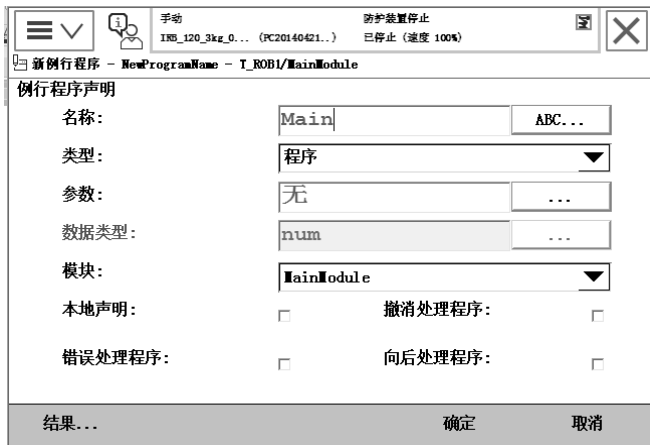 手动 防护装置停止
IRB_120_3kg_0... (PC20140421..) 已停止 (速度 100%)
新例行程序 - NewProgramName - T_ROB1/MainModule
例行程序声明
名称: Main ABC...
类型: 程序
参数: 无 ...
数据类型: num ...
模块: MainModule
本地声明: 撤消处理程序:
错误处理程序: 向后处理程序:
结果... 确定 取消